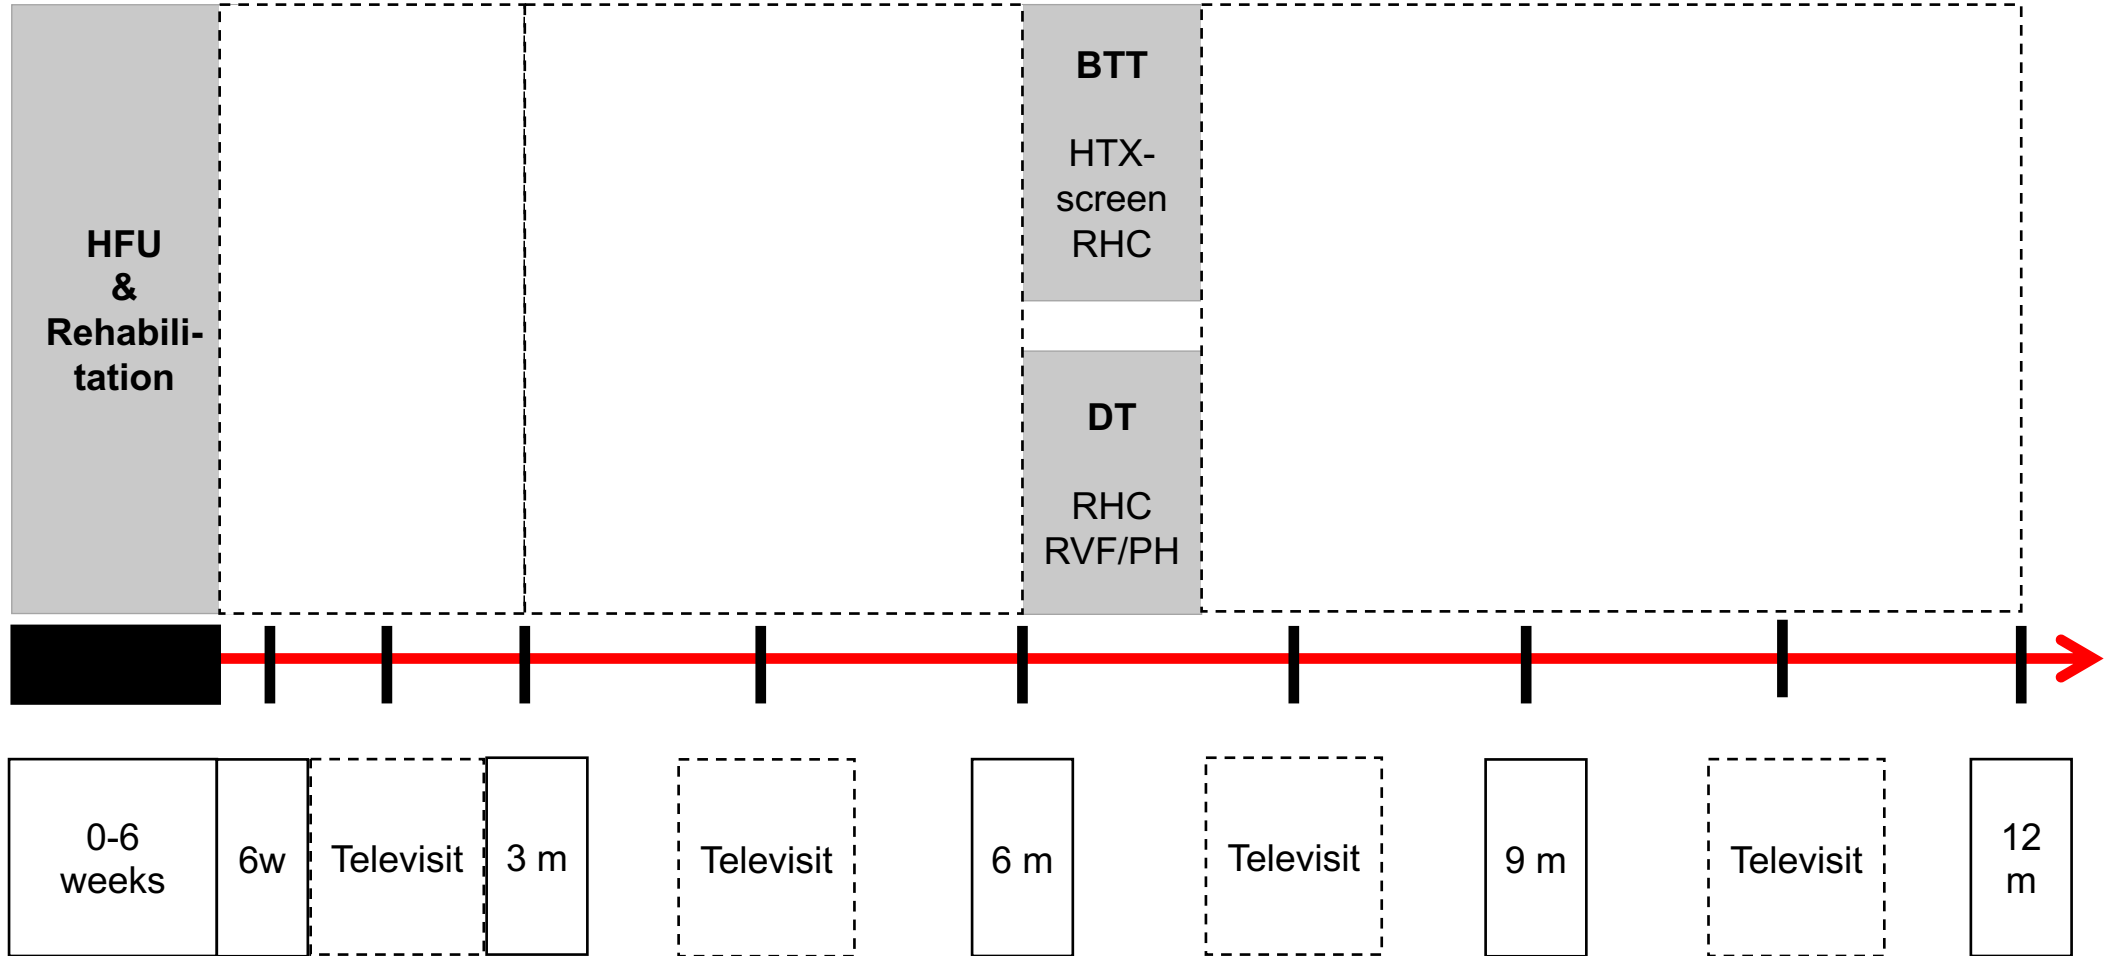 HFU
&
Rehabili-
tation
BTT
HTX-
screen
RHC
DT
RHC
RVF/PH
0-6
weeks
6w
Televisit
3 m
Televisit
6 m
Televisit
9 m
Televisit
12
m